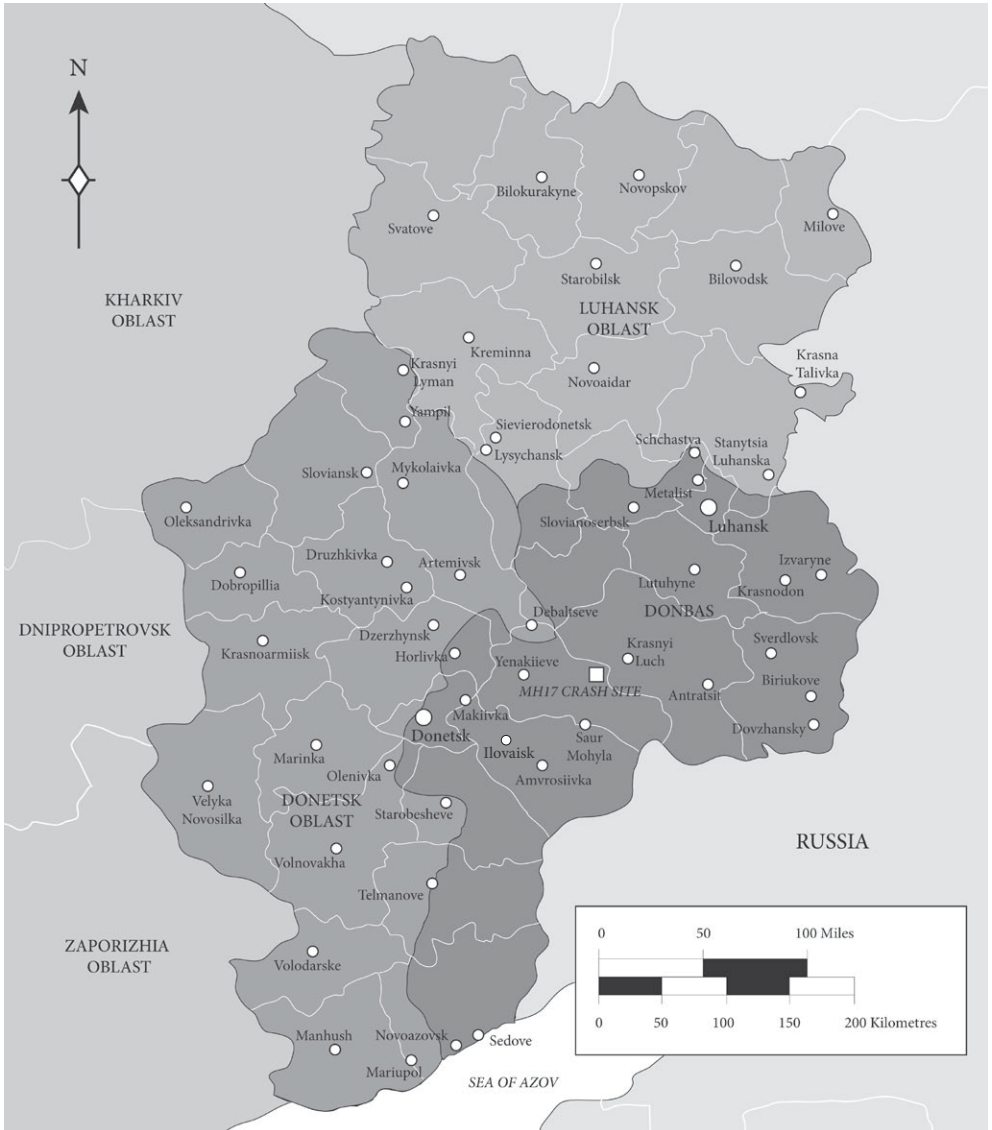 N
Bilokurakyne
Novopskov
Svatove
Milove
Starobilsk
Bilovodsk
KHARKIV
OBLAST
LUHANSK
OBLAST
Kreminna
Krasna
Talivka
Krasnyi
Lyman
Novoaidar
Yampil
Sievierodonetsk
Lysychansk
Schchastya
Stanytsia
Luhanska
Sloviansk
Mykolaivka
Metalist
Oleksandrivka
Slovianoserbsk
Luhansk
Druzhkivka
Artemivsk
Izvaryne
Dobropillia
Lutuhyne
Krasnodon
Kostyantynivka
DNIPROPETROVSK
OBLAST
Debaltseve
DONBAS
Dzerzhynsk
Krasnoarmiisk
Horlivka
Krasnyi
Luch
Sverdlovsk
Yenakiieve
Biriukove
MH17 CRASH SITE
Antratsit
Makiivka
Donetsk
Dovzhansky
Saur
Mohyla
Ilovaisk
Marinka
Olenivka
Amvrosiivka
Velyka
Novosilka
DONETSK
OBLAST
Starobesheve
RUSSIA
Volnovakha
Telmanove
ZAPORIZHIA
OBLAST
Volodarske
0 50 100 Miles
0 50 100 150 200 Kilometres
Manhush
Novoazovsk
Sedove
Mariupol
SEA OF AZOV